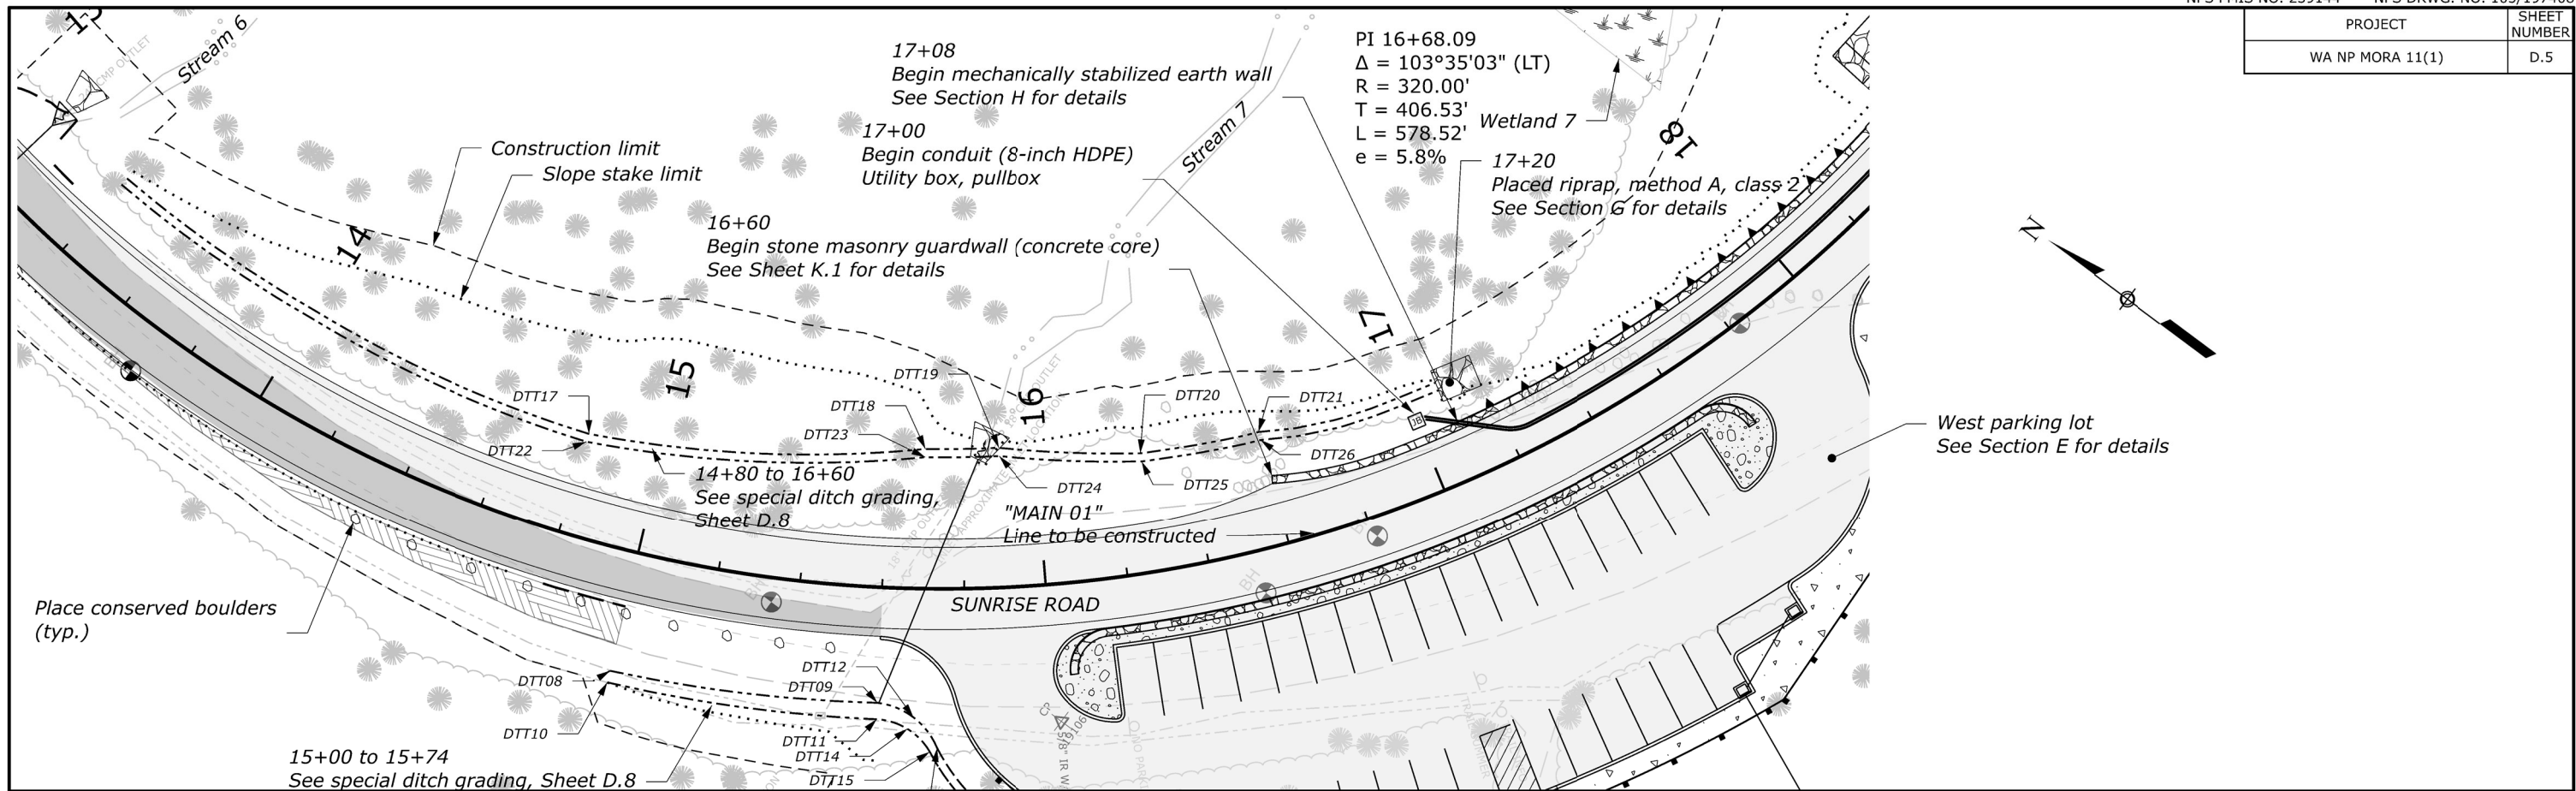 PROJECT
SHEET NUMBER
WA NP MORA 11(1)
D.5
Stream 6
17+08
Begin mechanically stabilized earth wall
See Section H for details
17+00
Begin conduit (8-inch HDPE)
Utility box, pullbox
PI 16+68.09
Δ = 103°35'03" (LT)
R = 320.00'
T = 406.53'
L = 578.52'
e = 5.8%
Wetland 7
Stream 7
18
17+20
Placed riprap, method A, class 2
See Section G for details
Construction limit
Slope stake limit
16+60
Begin stone masonry guardwall (concrete core)
See Sheet K.1 for details
N
14
15
16
17
DTT17
DTT18
DTT19
DTT20
DTT21
DTT22
DTT23
DTT24
DTT25
DTT26
JB
14+80 to 16+60
See special ditch grading,
Sheet D.8
"MAIN 01"
Line to be constructed
West parking lot
See Section E for details
SUNRISE ROAD
Place conserved boulders
(typ.)
BH
DTT08
DTT12
DTT09
DTT10
DTT11
DTT14
DTT15
CP
NO PARKI
15+00 to 15+74
See special ditch grading, Sheet D.8